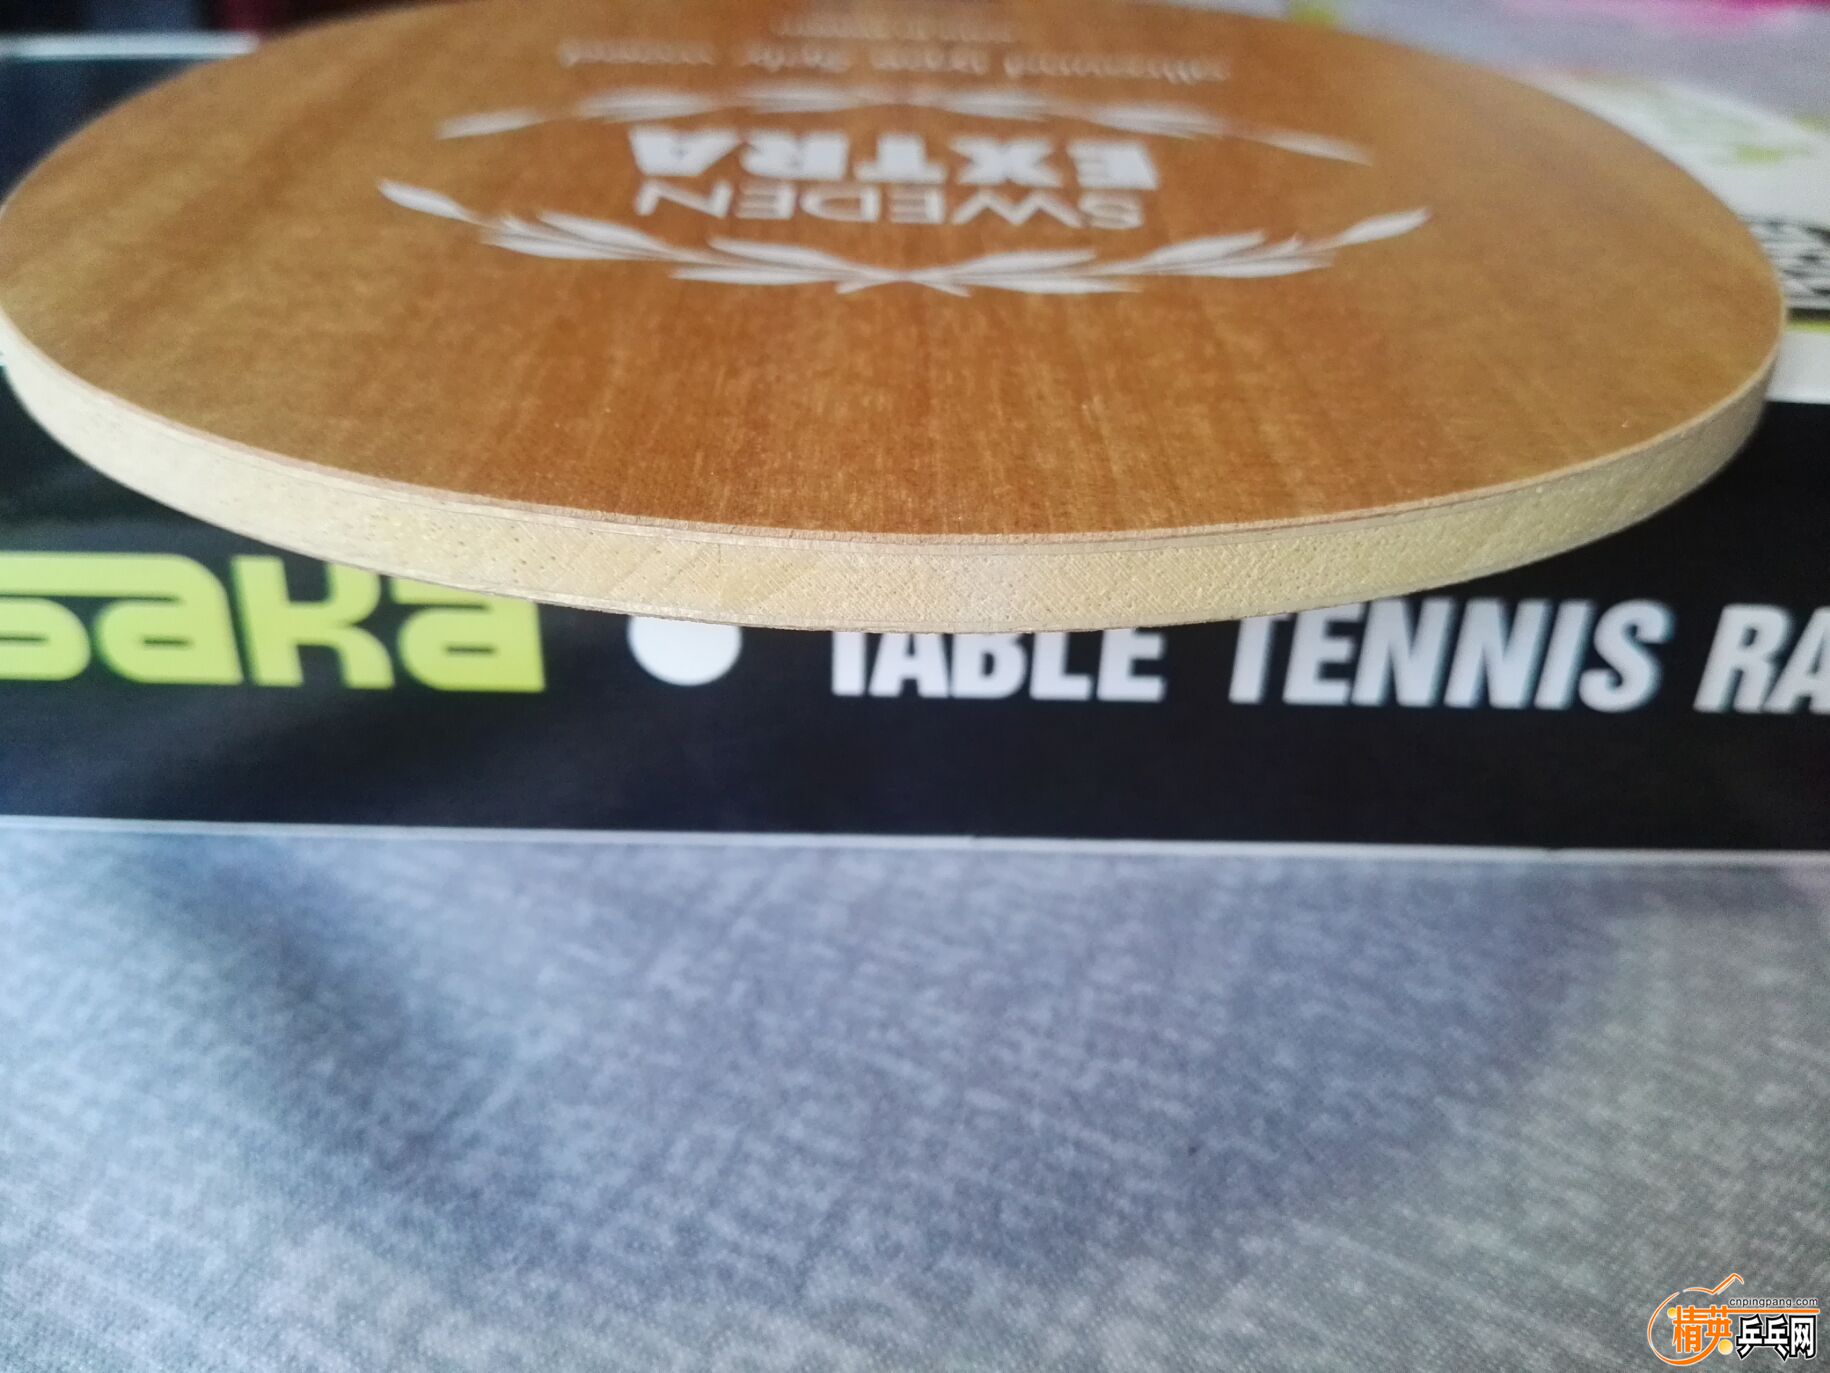 SWEDEN
EXTRA
saka • TABLE TENNIS RA
cnpingpang.com
精英乒乓网